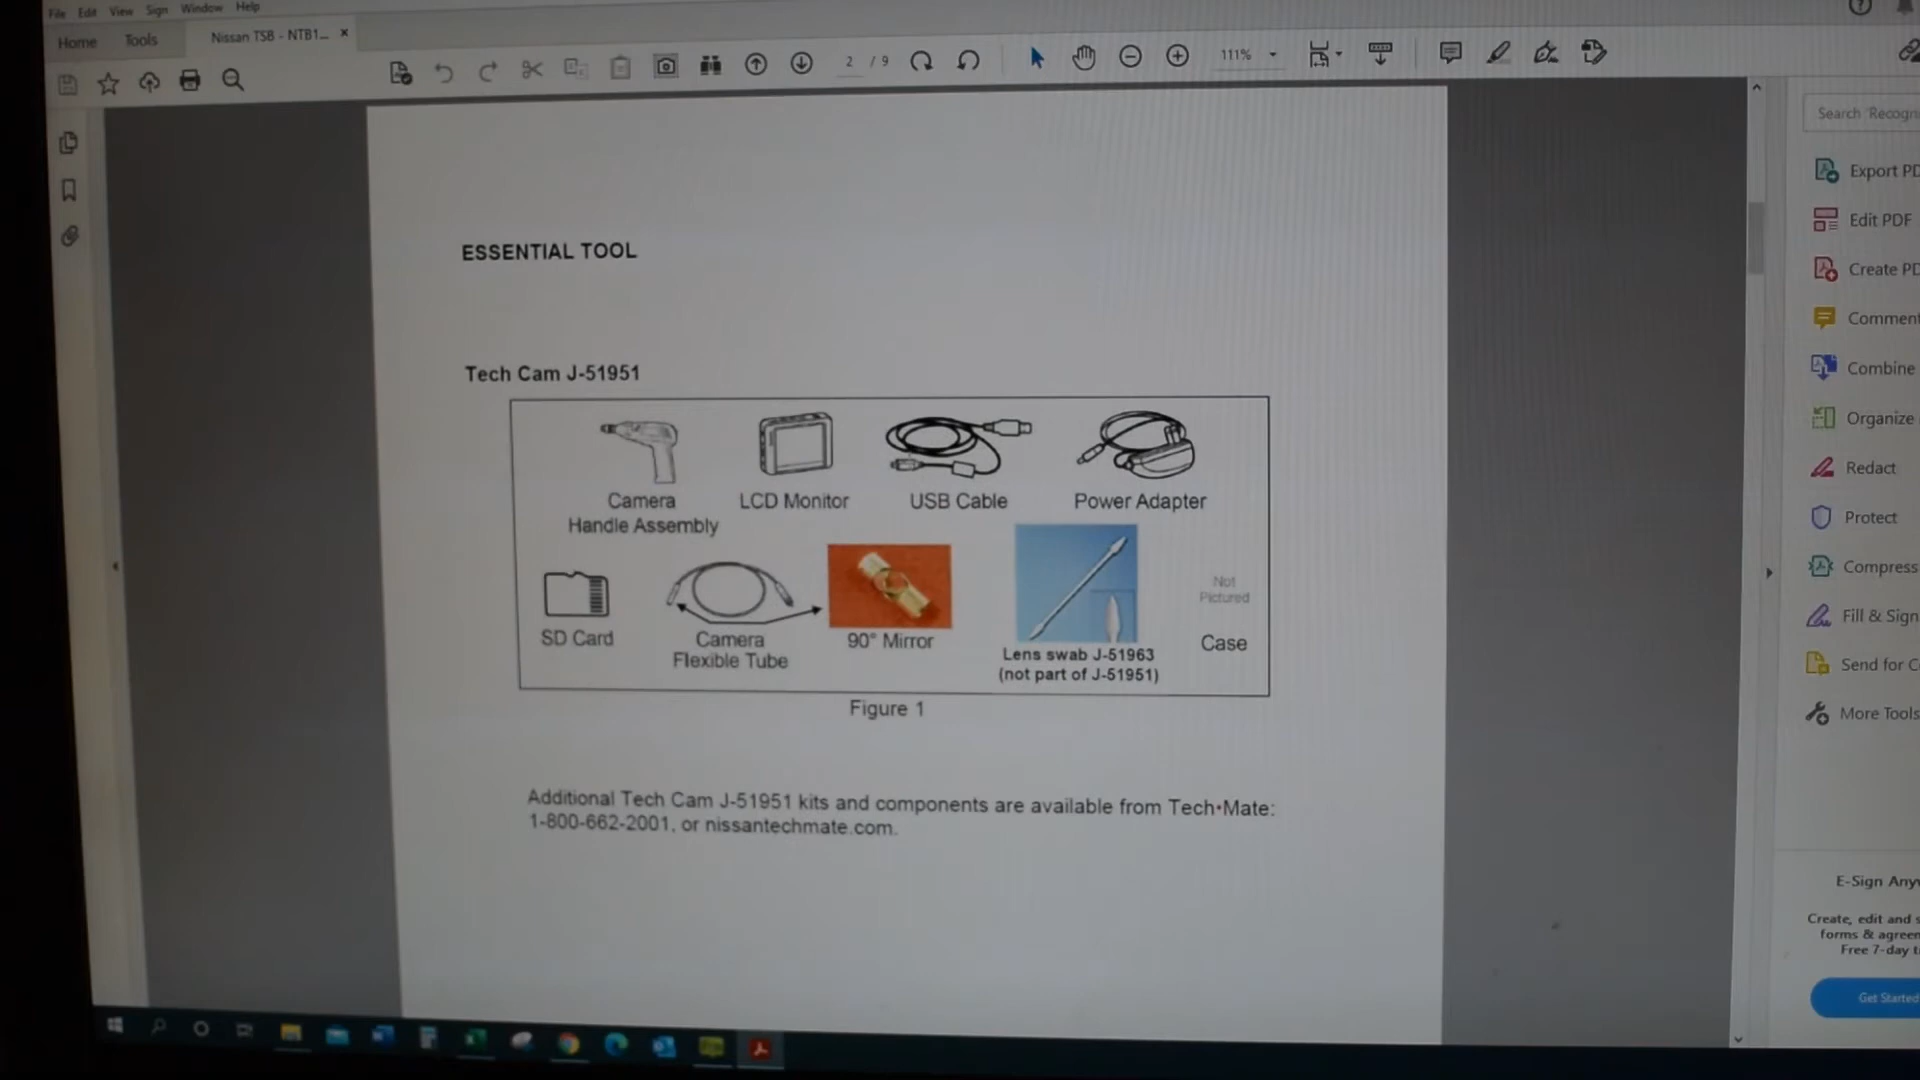 File Edit View Sign Window Help
Home Tools Nissan TSB - NTB1... ×
2 / 9 111%
Search 'Recogni
ESSENTIAL TOOL
Tech Cam J-51951
Camera
Handle Assembly
LCD Monitor
USB Cable
Power Adapter
SD Card
Camera
Flexible Tube
90° Mirror
Lens swab J-51963
(not part of J-51951)
Not
Pictured
Case
Figure 1
Additional Tech Cam J-51951 kits and components are available from Tech•Mate:
1-800-662-2001, or nissantechmate.com.
Export PD
Edit PDF
Create PD
Comment
Combine
Organize
Redact
Protect
Compress
Fill & Sign
Send for C
More Tools
E-Sign Anyw
Create, edit and s
forms & agreem
Free 7-day t
Get Started